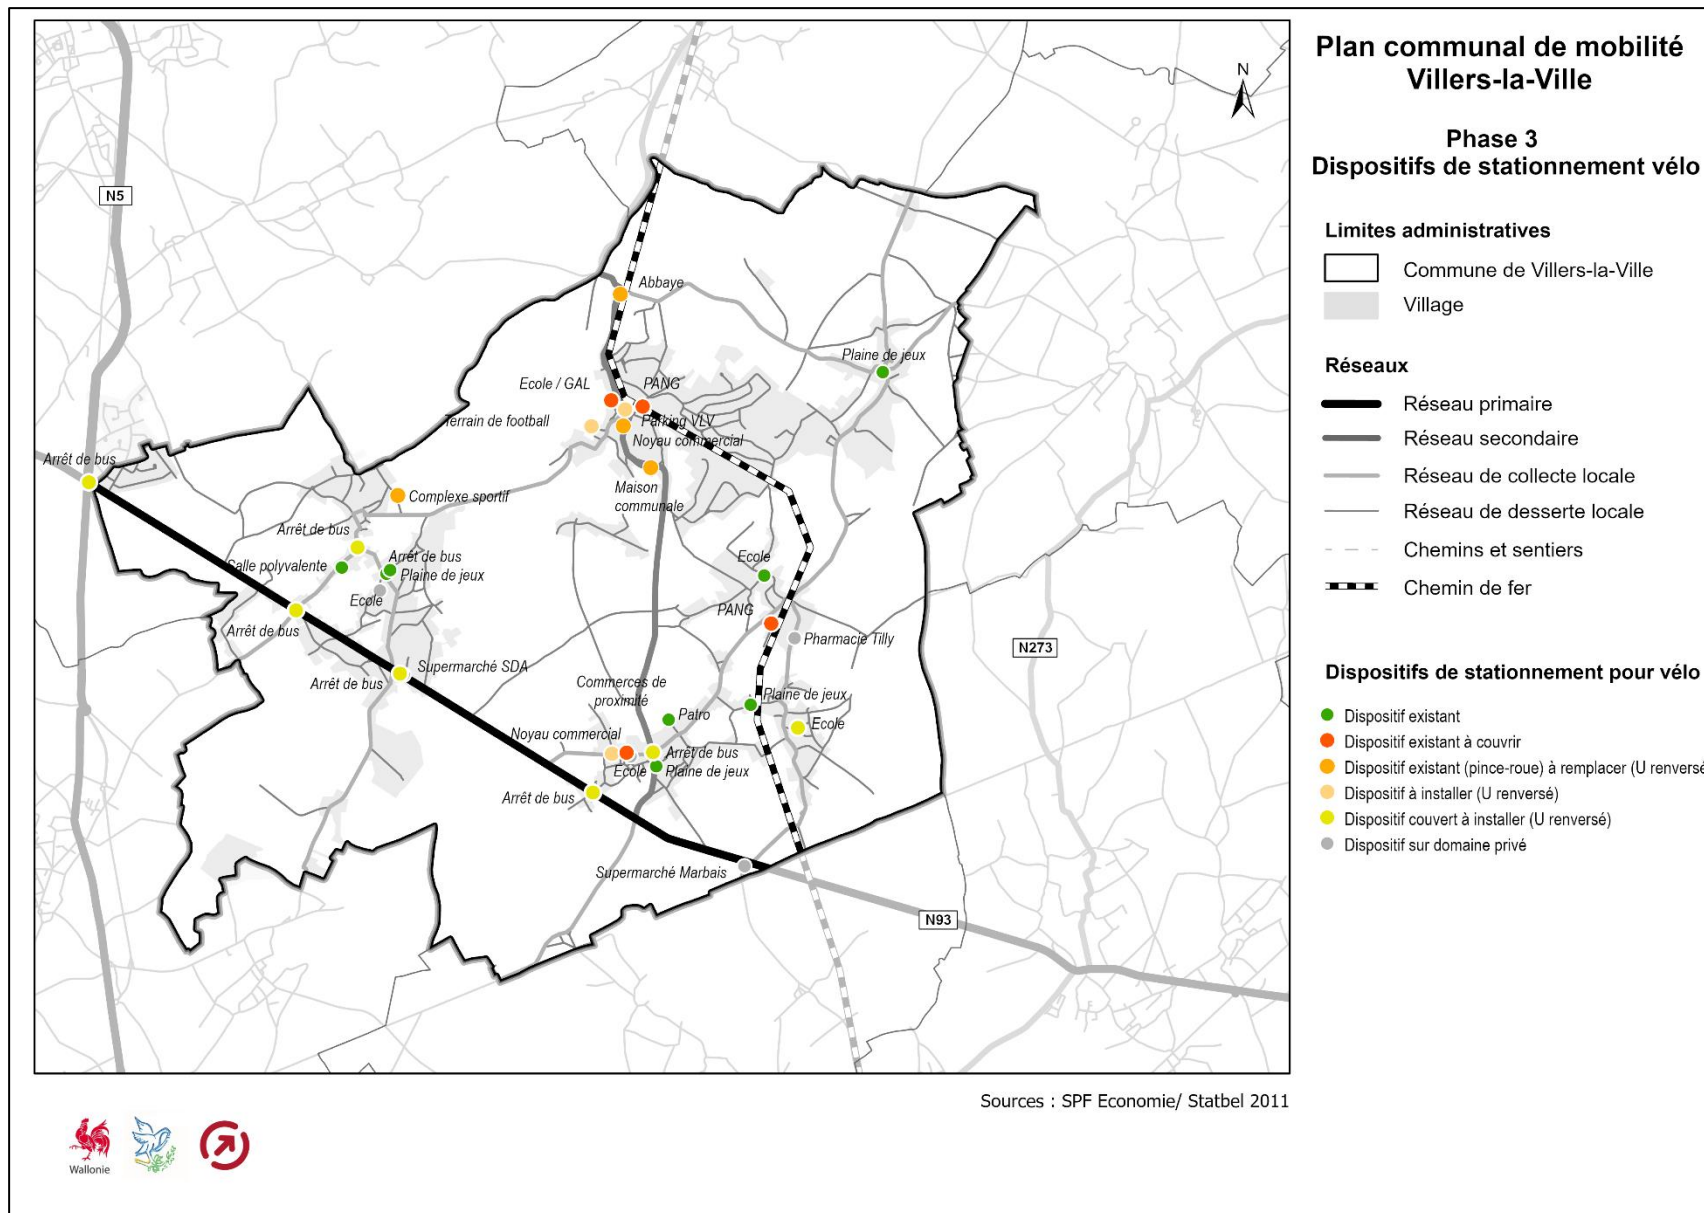 Plan communal de mobilité
Villers-la-Ville
Phase 3
Dispositifs de stationnement vélo
Limites administratives
Commune de Villers-la-Ville
Village
Réseaux
Réseau primaire
Réseau secondaire
Réseau de collecte locale
Réseau de desserte locale
Chemins et sentiers
Chemin de fer
Dispositifs de stationnement pour vélo
Dispositif existant
Dispositif existant à couvrir
Dispositif existant (pince-roue) à remplacer (U renversé
Dispositif à installer (U renversé)
Dispositif couvert à installer (U renversé)
Dispositif sur domaine privé
N
N5
Abbaye
Plaine de jeux
Ecole / GAL
PANG
Terrain de football
Parking VLV
Noyau commercial
Arrêt de bus
Complexe sportif
Maison
communale
Arrêt de bus
Arrêt de bus
Salle polyvalente
Plaine de jeux
Ecole
Ecole
Arrêt de bus
PANG
Pharmacie Tilly
N273
Supermarché SDA
Arrêt de bus
Commerces de
proximité
Plaine de jeux
Patro
Ecole
Noyau commercial
Arrêt de bus
Ecole
Plaine de jeux
Arrêt de bus
Supermarché Marbais
N93
Sources : SPF Economie/ Statbel 2011
Wallonie